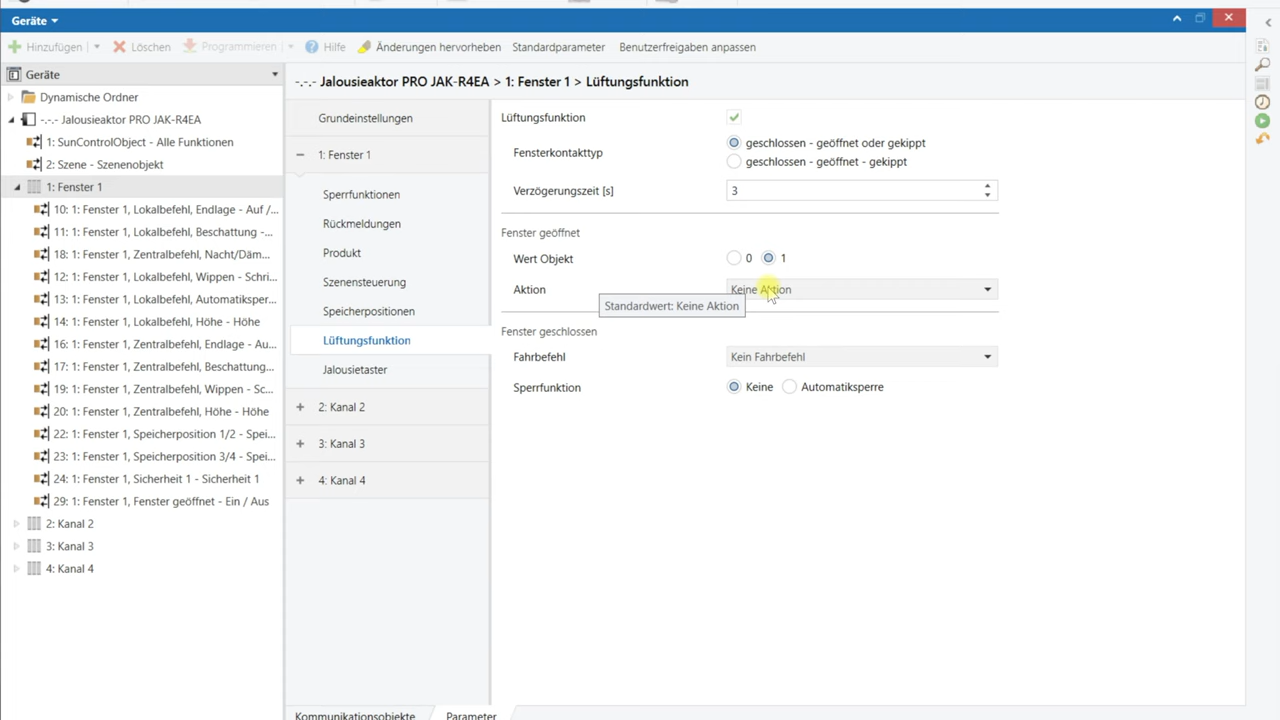 Geräte
Hinzufügen Löschen Programmieren Hilfe Änderungen hervorheben Standardparameter Benutzerfreigaben anpassen
Geräte
Dynamische Ordner
-.-.- Jalousieaktor PRO JAK-R4EA
1: SunControlObject - Alle Funktionen
2: Szene - Szenenobjekt
1: Fenster 1
10: 1: Fenster 1, Lokalbefehl, Endlage - Auf /...
11: 1: Fenster 1, Lokalbefehl, Beschattung -...
18: 1: Fenster 1, Zentralbefehl, Nacht/Däm...
12: 1: Fenster 1, Lokalbefehl, Wippen - Schri...
13: 1: Fenster 1, Lokalbefehl, Automatiksper...
14: 1: Fenster 1, Lokalbefehl, Höhe - Höhe
16: 1: Fenster 1, Zentralbefehl, Endlage - Au...
17: 1: Fenster 1, Zentralbefehl, Beschattung...
19: 1: Fenster 1, Zentralbefehl, Wippen - Sc...
20: 1: Fenster 1, Zentralbefehl, Höhe - Höhe
22: 1: Fenster 1, Speicherposition 1/2 - Spei...
23: 1: Fenster 1, Speicherposition 3/4 - Spei...
24: 1: Fenster 1, Sicherheit 1 - Sicherheit 1
29: 1: Fenster 1, Fenster geöffnet - Ein / Aus
2: Kanal 2
3: Kanal 3
4: Kanal 4
-.-.- Jalousieaktor PRO JAK-R4EA > 1: Fenster 1 > Lüftungsfunktion
Grundeinstellungen
1: Fenster 1
Sperrfunktionen
Rückmeldungen
Produkt
Szenensteuerung
Speicherpositionen
Lüftungsfunktion
Jalousietaster
2: Kanal 2
3: Kanal 3
4: Kanal 4
Lüftungsfunktion
Fensterkontakttyp
geschlossen - geöffnet oder gekippt
geschlossen - geöffnet - gekippt
Verzögerungszeit [s] 3
Fenster geöffnet
Wert Objekt 0 1
Aktion Keine Aktion
Standardwert: Keine Aktion
Fenster geschlossen
Fahrbefehl Kein Fahrbefehl
Sperrfunktion Keine Automatiksperre
Kommunikationsobjekte Parameter